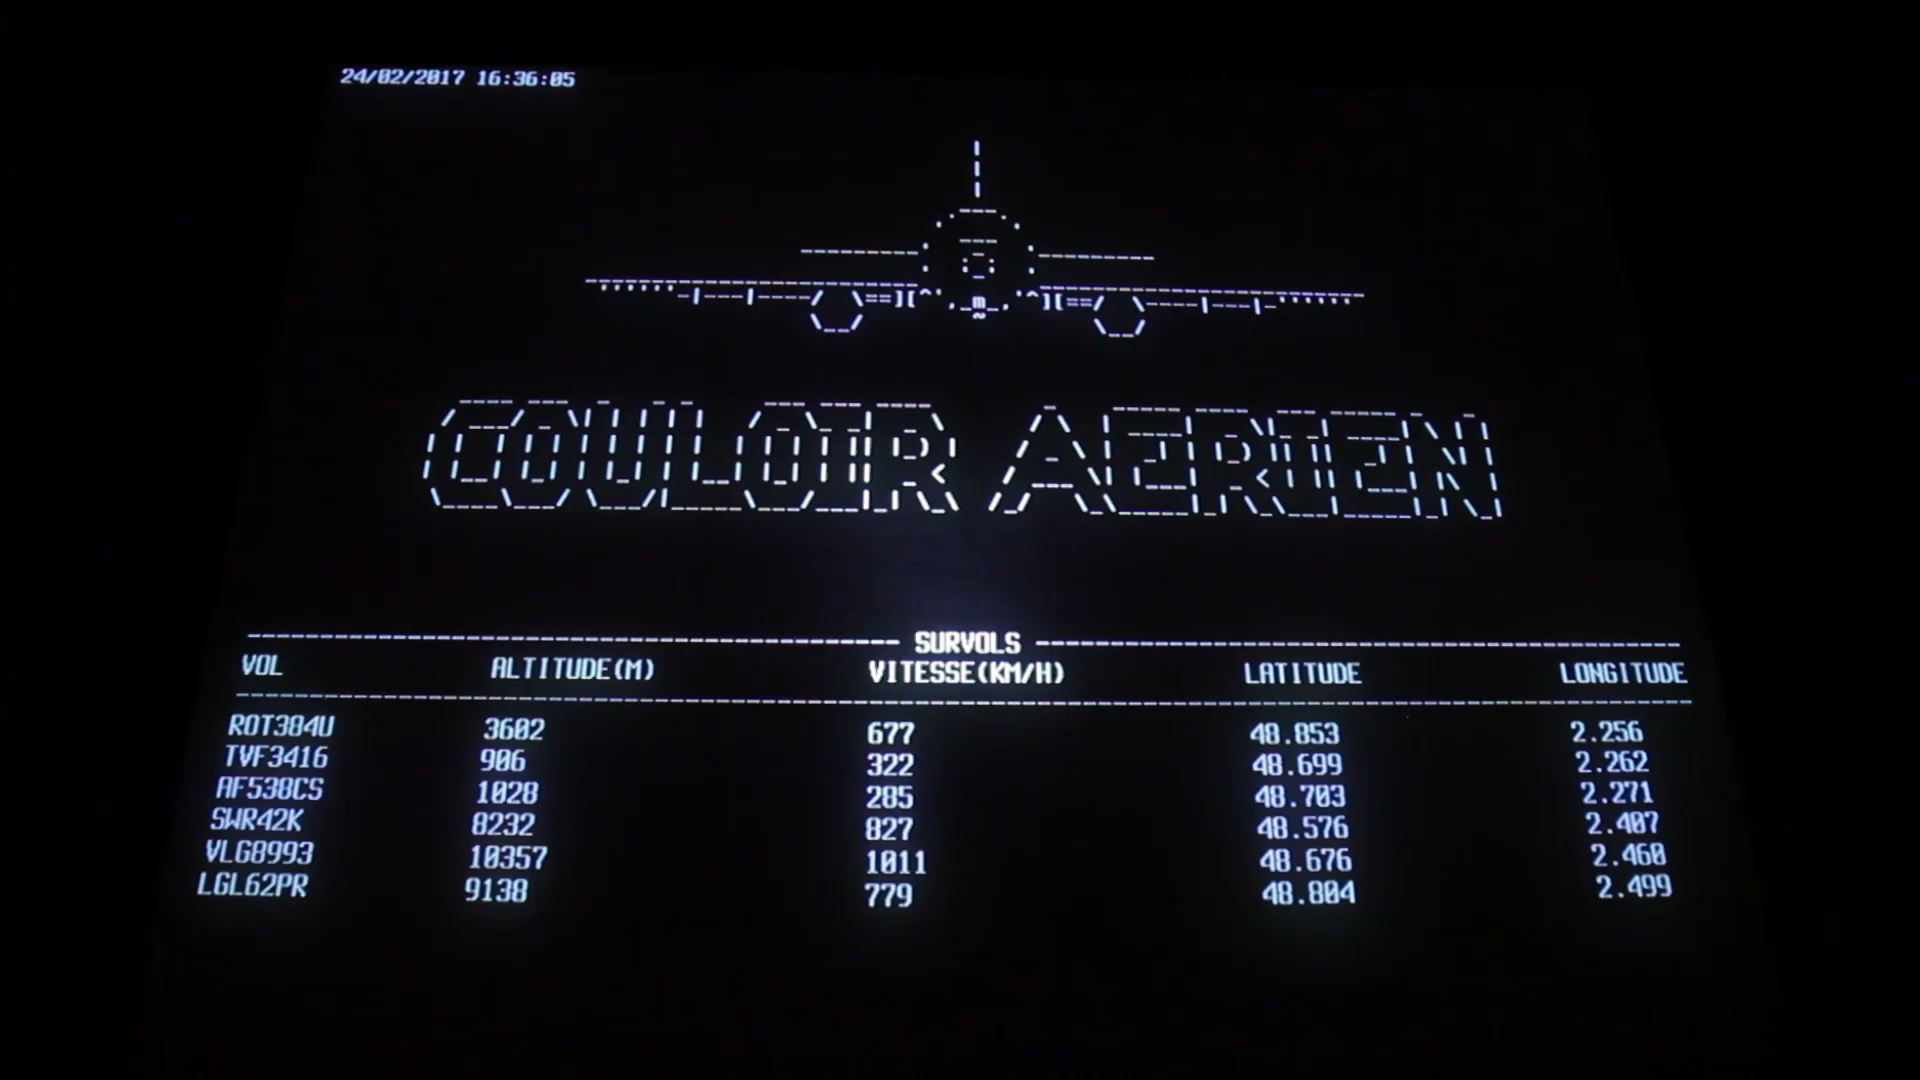 24/02/2017 16:36:05
COULOIR AERIEN
SURVOLS
VOL ALTITUDE(M) VITESSE(KM/H) LATITUDE LONGITUDE
ROT384U 3602 677 48.853 2.256
TVF3416 906 322 48.699 2.262
AF538CS 1028 285 48.703 2.271
SWR42K 8232 827 48.576 2.407
VLG8993 10357 1011 48.676 2.460
LGL62PR 9138 779 48.804 2.499